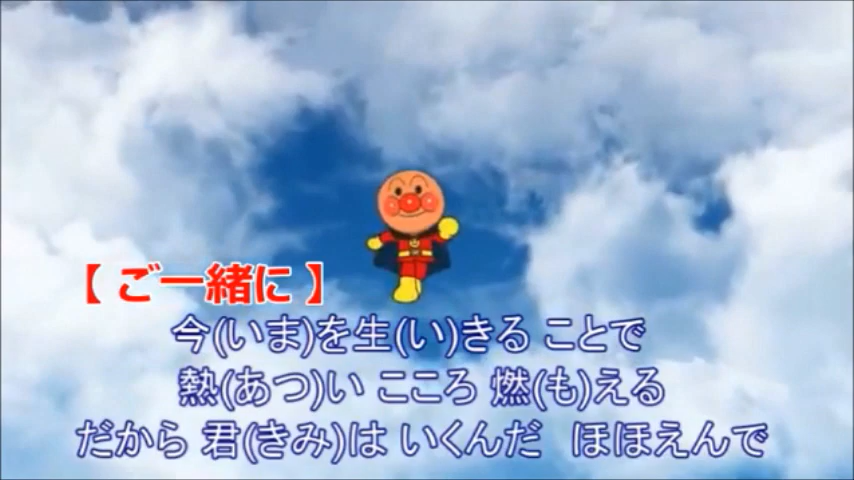 【 ご一緒に 】
今(いま)を生(い)きる ことで
熱(あつ)い こころ 燃(も)える
だから 君(きみ)は いくんだ　ほほえんで